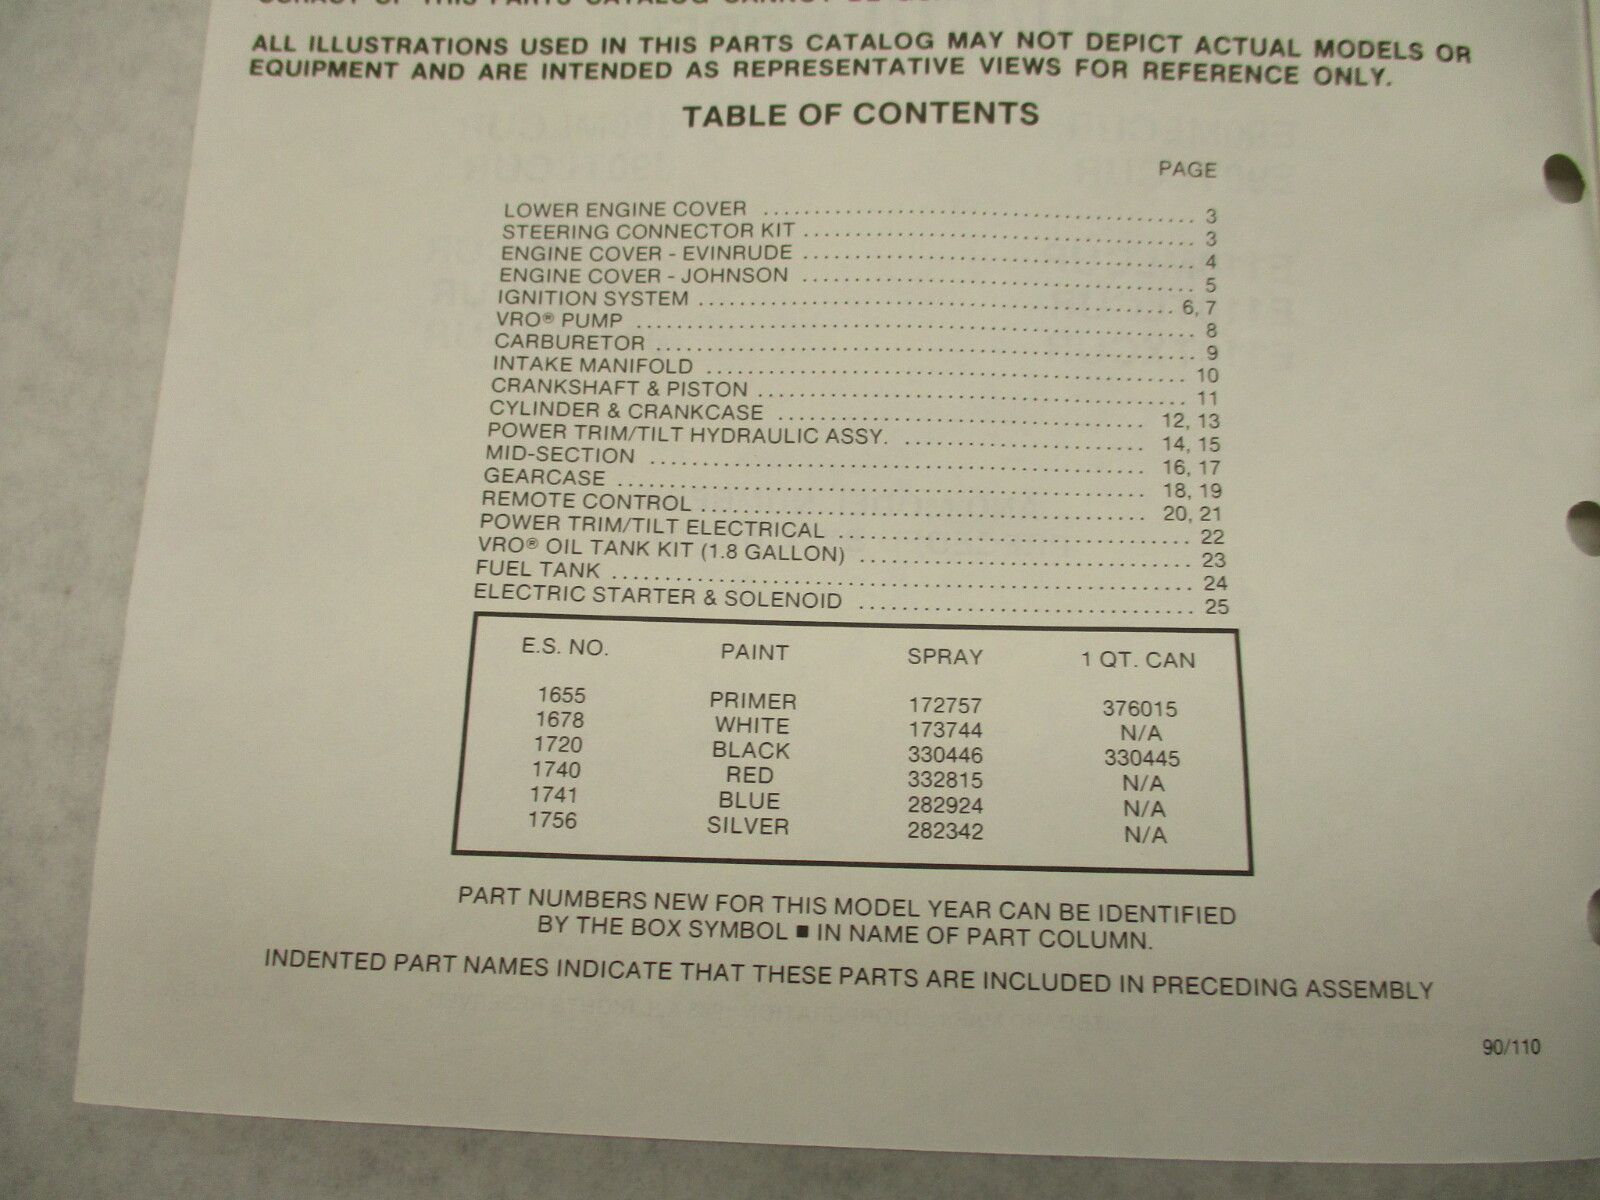 OF THIS PARTS CATALOG CANNOT BE
ALL ILLUSTRATIONS USED IN THIS PARTS CATALOG MAY NOT DEPICT ACTUAL MODELS OR
EQUIPMENT AND ARE INTENDED AS REPRESENTATIVE VIEWS FOR REFERENCE ONLY.
TABLE OF CONTENTS
PAGE
LOWER ENGINE COVER ........................................ 3
STEERING CONNECTOR KIT ..................................... 3
ENGINE COVER - EVINRUDE ..................................... 4
ENGINE COVER - JOHNSON ..................................... 5
IGNITION SYSTEM ............................................. 6, 7
VRO® PUMP .................................................... 8
CARBURETOR .................................................. 9
INTAKE MANIFOLD ............................................. 10
CRANKSHAFT & PISTON ........................................ 11
CYLINDER & CRANKCASE .................................. 12, 13
POWER TRIM/TILT HYDRAULIC ASSY. ....................... 14, 15
MID-SECTION .............................................. 16, 17
GEARCASE ................................................. 18, 19
REMOTE CONTROL ......................................... 20, 21
POWER TRIM/TILT ELECTRICAL ................................. 22
VRO® OIL TANK KIT (1.8 GALLON) ............................... 23
FUEL TANK ...................................................... 24
ELECTRIC STARTER & SOLENOID ............................... 25
E.S. NO. PAINT SPRAY 1 QT. CAN
1655 PRIMER 172757 376015
1678 WHITE 173744 N/A
1720 BLACK 330446 330445
1740 RED 332815 N/A
1741 BLUE 282924 N/A
1756 SILVER 282342 N/A
PART NUMBERS NEW FOR THIS MODEL YEAR CAN BE IDENTIFIED
BY THE BOX SYMBOL ■ IN NAME OF PART COLUMN.
INDENTED PART NAMES INDICATE THAT THESE PARTS ARE INCLUDED IN PRECEDING ASSEMBLY
90/110